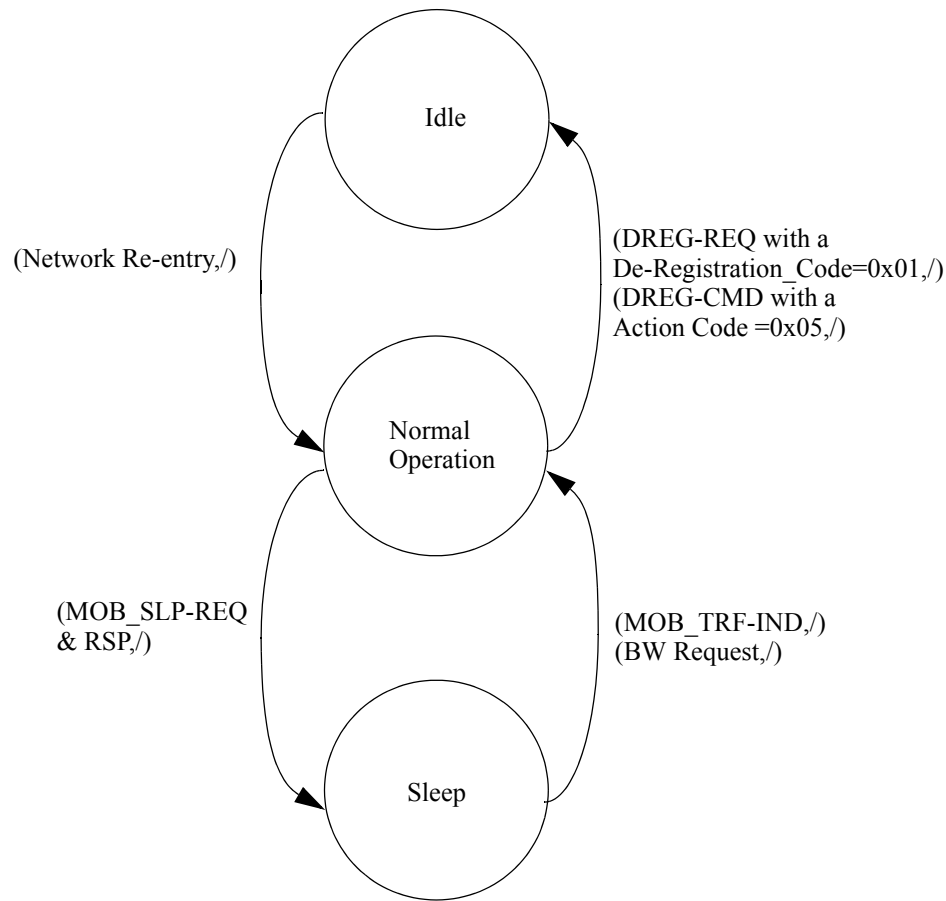 Idle
(Network Re-entry,/)
(DREG-REQ with a
De-Registration_Code=0x01,/)
(DREG-CMD with a
Action Code =0x05,/)
Normal
Operation
(MOB_SLP-REQ
& RSP,/)
(MOB_TRF-IND,/)
(BW Request,/)
Sleep